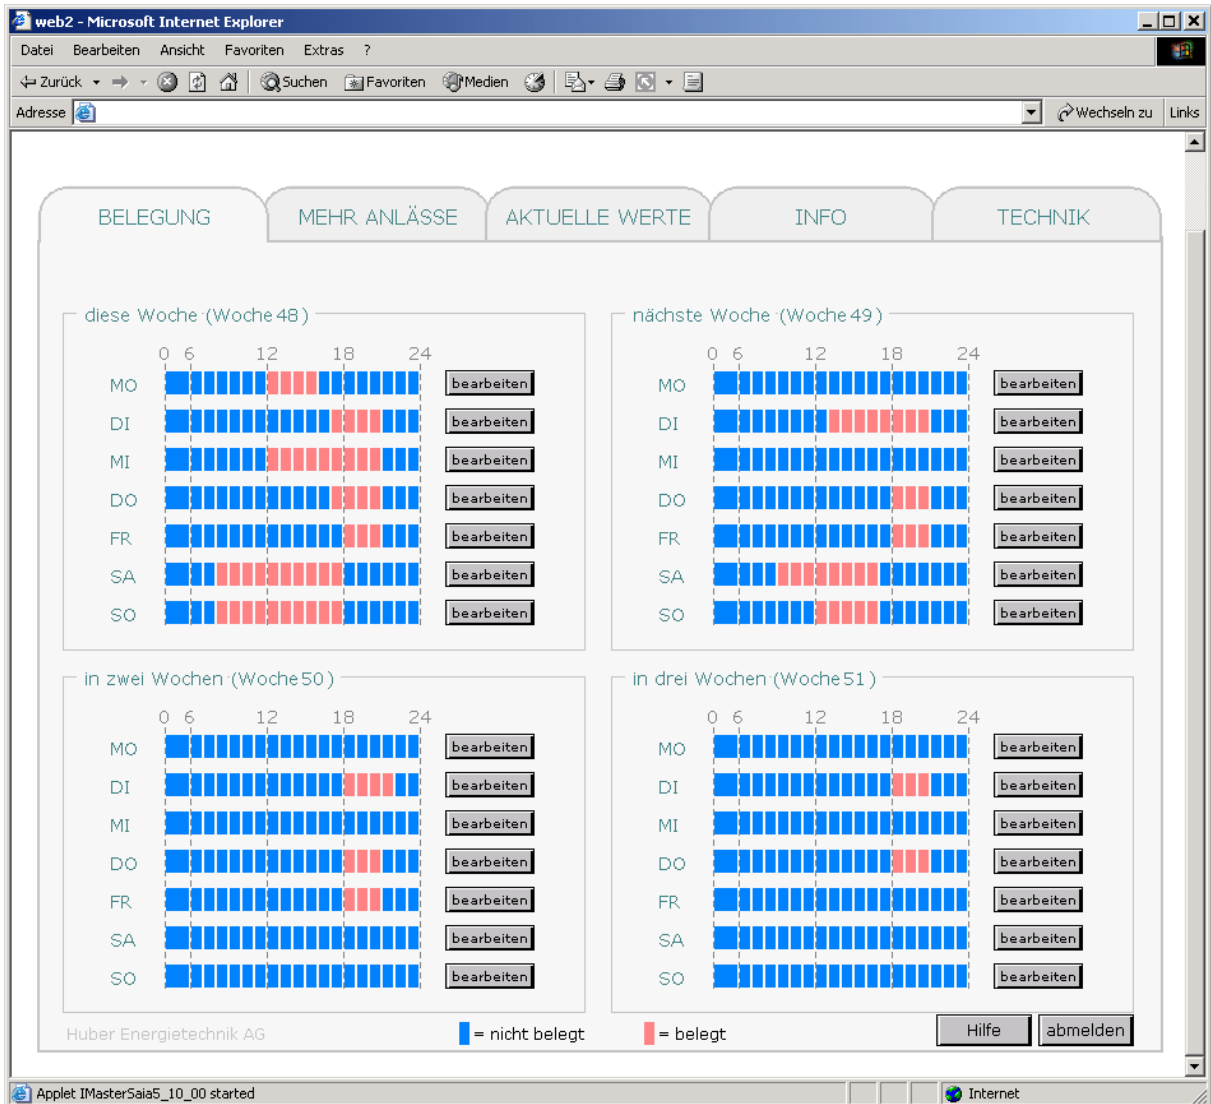 web2 - Microsoft Internet Explorer
Datei Bearbeiten Ansicht Favoriten Extras ?
Zurück Suchen Favoriten Medien
Adresse Wechseln zu Links
BELEGUNG MEHR ANLÄSSE AKTUELLE WERTE INFO TECHNIK
diese Woche (Woche 48)
0 6 12 18 24
MO bearbeiten
DI bearbeiten
MI bearbeiten
DO bearbeiten
FR bearbeiten
SA bearbeiten
SO bearbeiten
nächste Woche (Woche 49)
0 6 12 18 24
MO bearbeiten
DI bearbeiten
MI bearbeiten
DO bearbeiten
FR bearbeiten
SA bearbeiten
SO bearbeiten
in zwei Wochen (Woche 50)
0 6 12 18 24
MO bearbeiten
DI bearbeiten
MI bearbeiten
DO bearbeiten
FR bearbeiten
SA bearbeiten
SO bearbeiten
in drei Wochen (Woche 51)
0 6 12 18 24
MO bearbeiten
DI bearbeiten
MI bearbeiten
DO bearbeiten
FR bearbeiten
SA bearbeiten
SO bearbeiten
Huber Energietechnik AG = nicht belegt = belegt Hilfe abmelden
Applet IMasterSaia5_10_00 started Internet